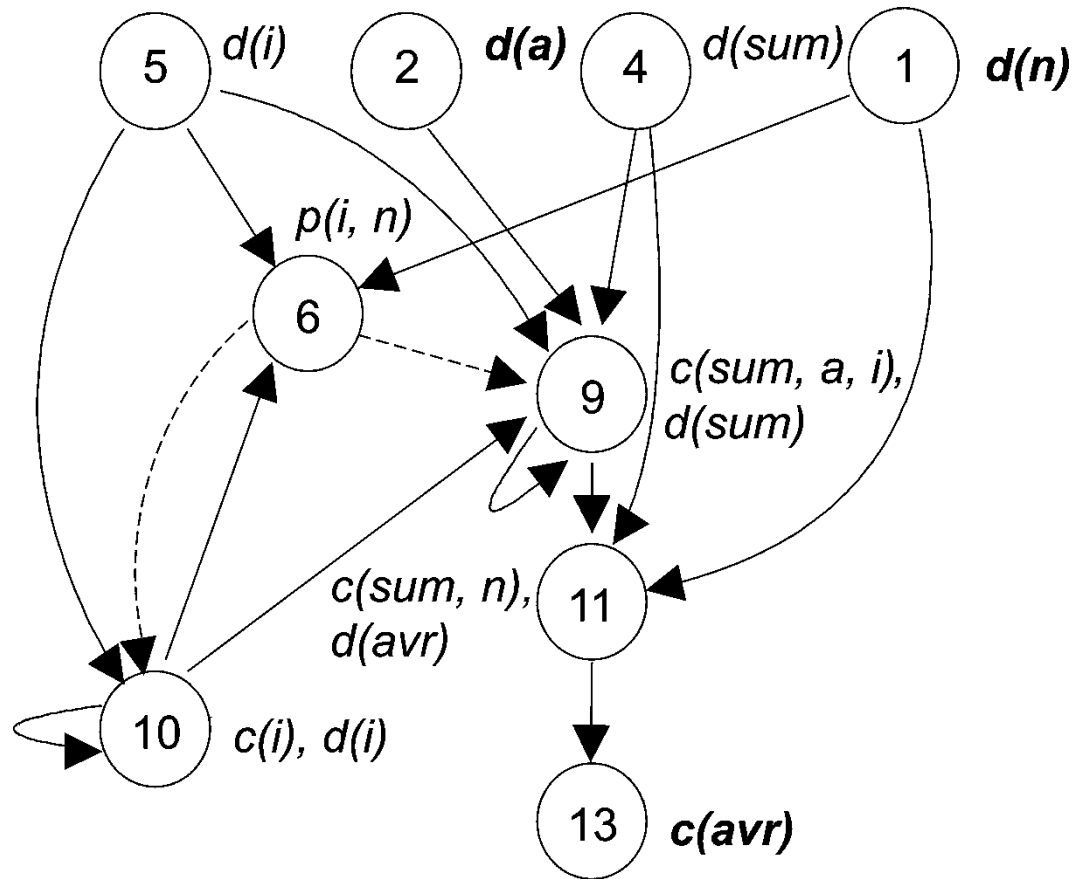 5 d(i) 2 d(a) 4 d(sum) 1 d(n)
p(i, n)
6
9 c(sum, a, i),
d(sum)
c(sum, n),
d(avr)
11
10 c(i), d(i)
13 c(avr)